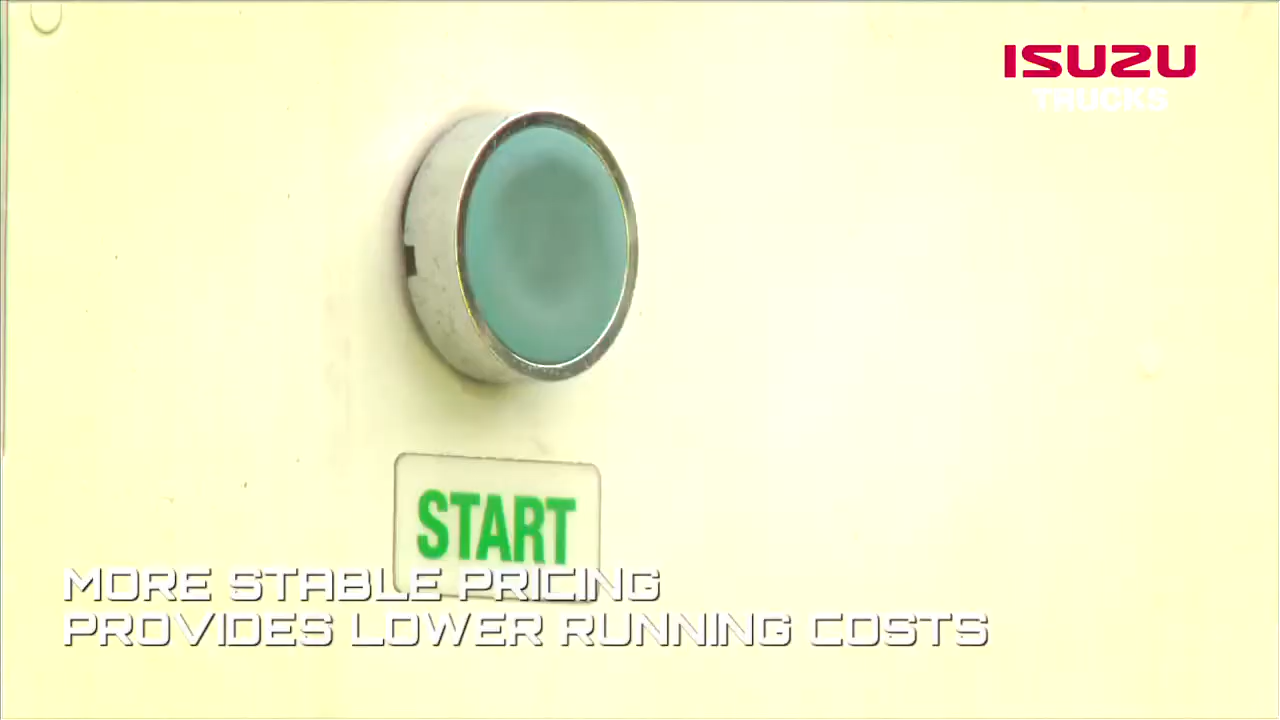 ISUZU
TRUCKS
START
MORE STABLE PRICING
PROVIDES LOWER RUNNING COSTS